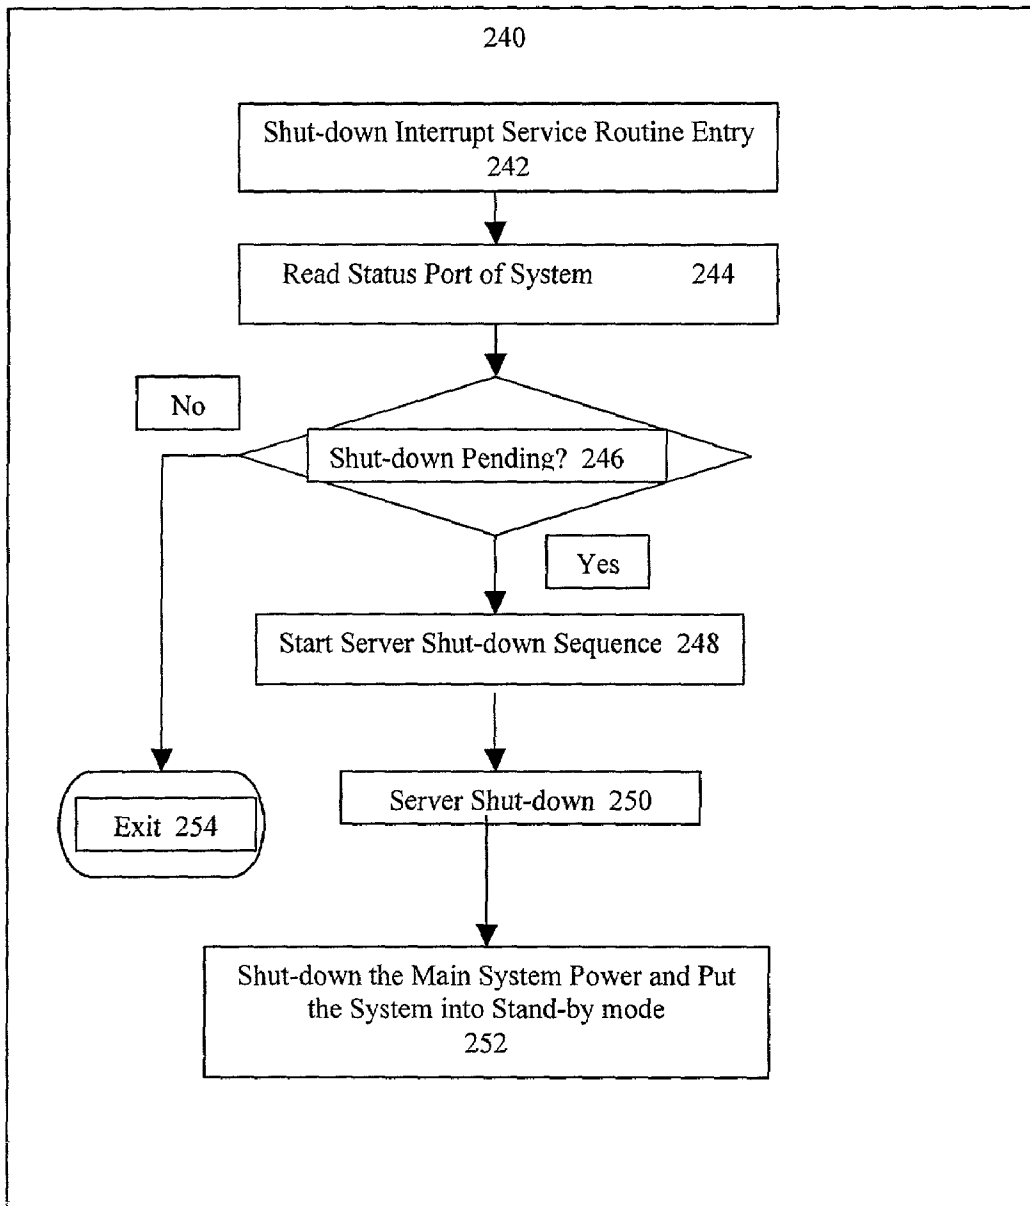 240
Shut-down Interrupt Service Routine Entry
242
Read Status Port of System 244
No
Shut-down Pending? 246
Yes
Start Server Shut-down Sequence 248
Server Shut-down 250
Exit 254
Shut-down the Main System Power and Put
the System into Stand-by mode
252